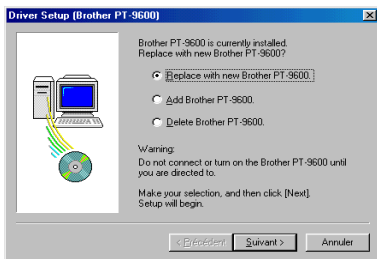 Driver Setup (Brother PT-9600)
Brother PT-9600 is currently installed.
Replace with new Brother PT-9600?
Replace with new Brother PT-9600.
Add Brother PT-9600.
Delete Brother PT-9600.
Warning:
Do not connect or turn on the Brother PT-9600 until
you are directed to.
Make your selection, and then click [Next].
Setup will begin.
< Précédent Suivant > Annuler